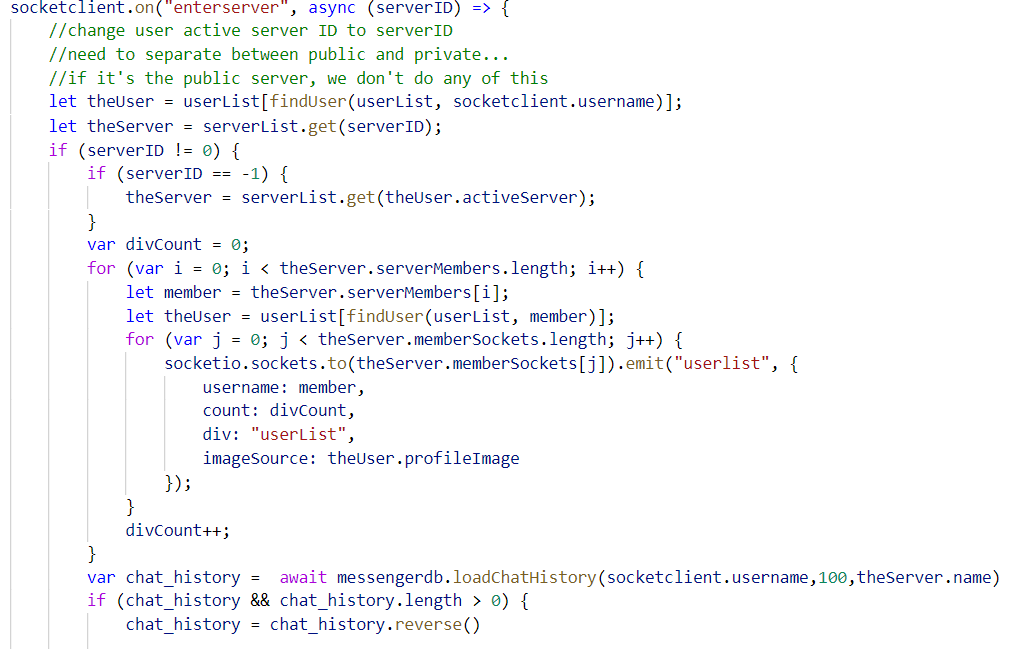 socketclient.on("enterserver", async (serverID) => {
    //change user active server ID to serverID
    //need to separate between public and private...
    //if it's the public server, we don't do any of this
    let theUser = userList[findUser(userList, socketclient.username)];
    let theServer = serverList.get(serverID);
    if (serverID != 0) {
        if (serverID == -1) {
            theServer = serverList.get(theUser.activeServer);
        }
        var divCount = 0;
        for (var i = 0; i < theServer.serverMembers.length; i++) {
            let member = theServer.serverMembers[i];
            let theUser = userList[findUser(userList, member)];
            for (var j = 0; j < theServer.memberSockets.length; j++) {
                socketio.sockets.to(theServer.memberSockets[j]).emit("userlist", {
                    username: member,
                    count: divCount,
                    div: "userList",
                    imageSource: theUser.profileImage
                });
            }
            divCount++;
        }
        var chat_history =  await messengerdb.loadChatHistory(socketclient.username,100,theServer.name)
        if (chat_history && chat_history.length > 0) {
            chat_history = chat_history.reverse()